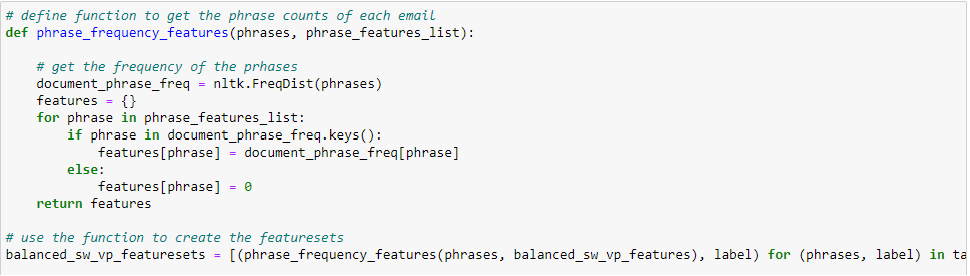 # define function to get the phrase counts of each email
def phrase_frequency_features(phrases, phrase_features_list):
# get the frequency of the prhases
document_phrase_freq = nltk.FreqDist(phrases)
features = {}
for phrase in phrase_features_list:
if phrase in document_phrase_freq.keys():
features[phrase] = document_phrase_freq[phrase]
else:
features[phrase] = 0
return features
# use the function to create the featuresets
balanced_sw_vp_featuresets = [(phrase_frequency_features(phrases, balanced_sw_vp_features), label) for (phrases, label) in ta